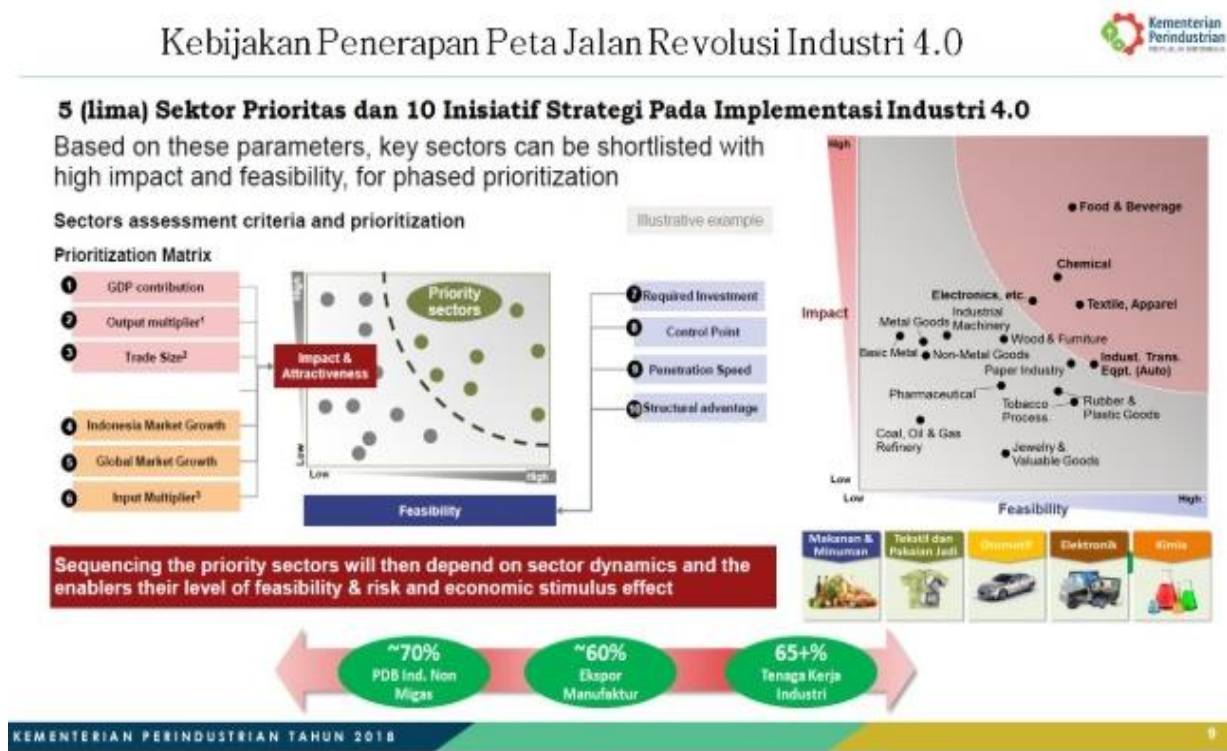 Kebijakan Penerapan Peta Jalan Revolusi Industri 4.0
Kementerian
Perindustrian
REPUBLIK INDONESIA
5 (lima) Sektor Prioritas dan 10 Inisiatif Strategi Pada Implementasi Industri 4.0
Based on these parameters, key sectors can be shortlisted with
high impact and feasibility, for phased prioritization
Sectors assessment criteria and prioritization
Illustrative example
Prioritization Matrix
1 GDP contribution
2 Output multiplier¹
3 Trade Size²
4 Indonesia Market Growth
5 Global Market Growth
6 Input Multiplier³
High
Priority
sectors
Impact &
Attractiveness
Low
Low
High
Feasibility
7 Required Investment
8 Control Point
9 Penetration Speed
10 Structural advantage
High
Food & Beverage
Chemical
Electronics, etc
Textile, Apparel
Impact
Metal Goods
Industrial
Machinery
Wood & Furniture
Basic Metal
Non-Metal Goods
Paper Industry
Indust. Trans.
Eqpt. (Auto)
Pharmaceutical
Tobacco
Process.
Rubber &
Plastic Goods
Coal, Oil & Gas
Refinery
Jewelry &
Valuable Goods
Low
Low
High
Feasibility
Makanan &
Minuman
Tekstil dan
Pakaian Jadi
Otomotif
Elektronik
Kimia
Sequencing the priority sectors will then depend on sector dynamics and the
enablers their level of feasibility & risk and economic stimulus effect
~70%
PDB Ind. Non
Migas
~60%
Ekspor
Manufaktur
65+%
Tenaga Kerja
Industri
KEMENTERIAN PERINDUSTRIAN TAHUN 2018
9